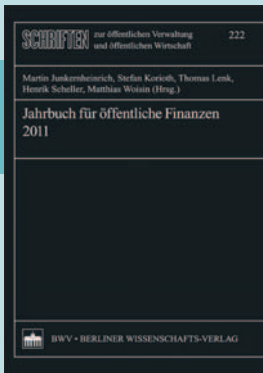 SCHRIFTEN zur öffentlichen Verwaltung 222
und öffentlichen Wirtschaft
Martin Junkernheinrich, Stefan Korioth, Thomas Lenk,
Henrik Scheller, Matthias Woisin (Hrsg.)
Jahrbuch für öffentliche Finanzen
2011
BWV • BERLINER WISSENSCHAFTS-VERLAG